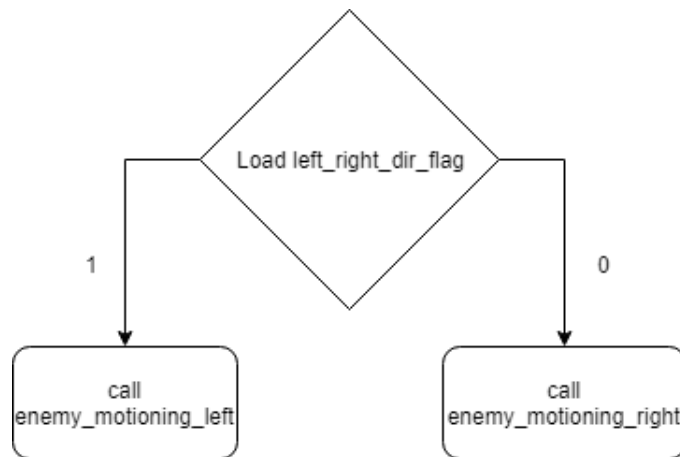 Load left_right_dir_flag
1
0
call
enemy_motioning_left
call
enemy_motioning_right